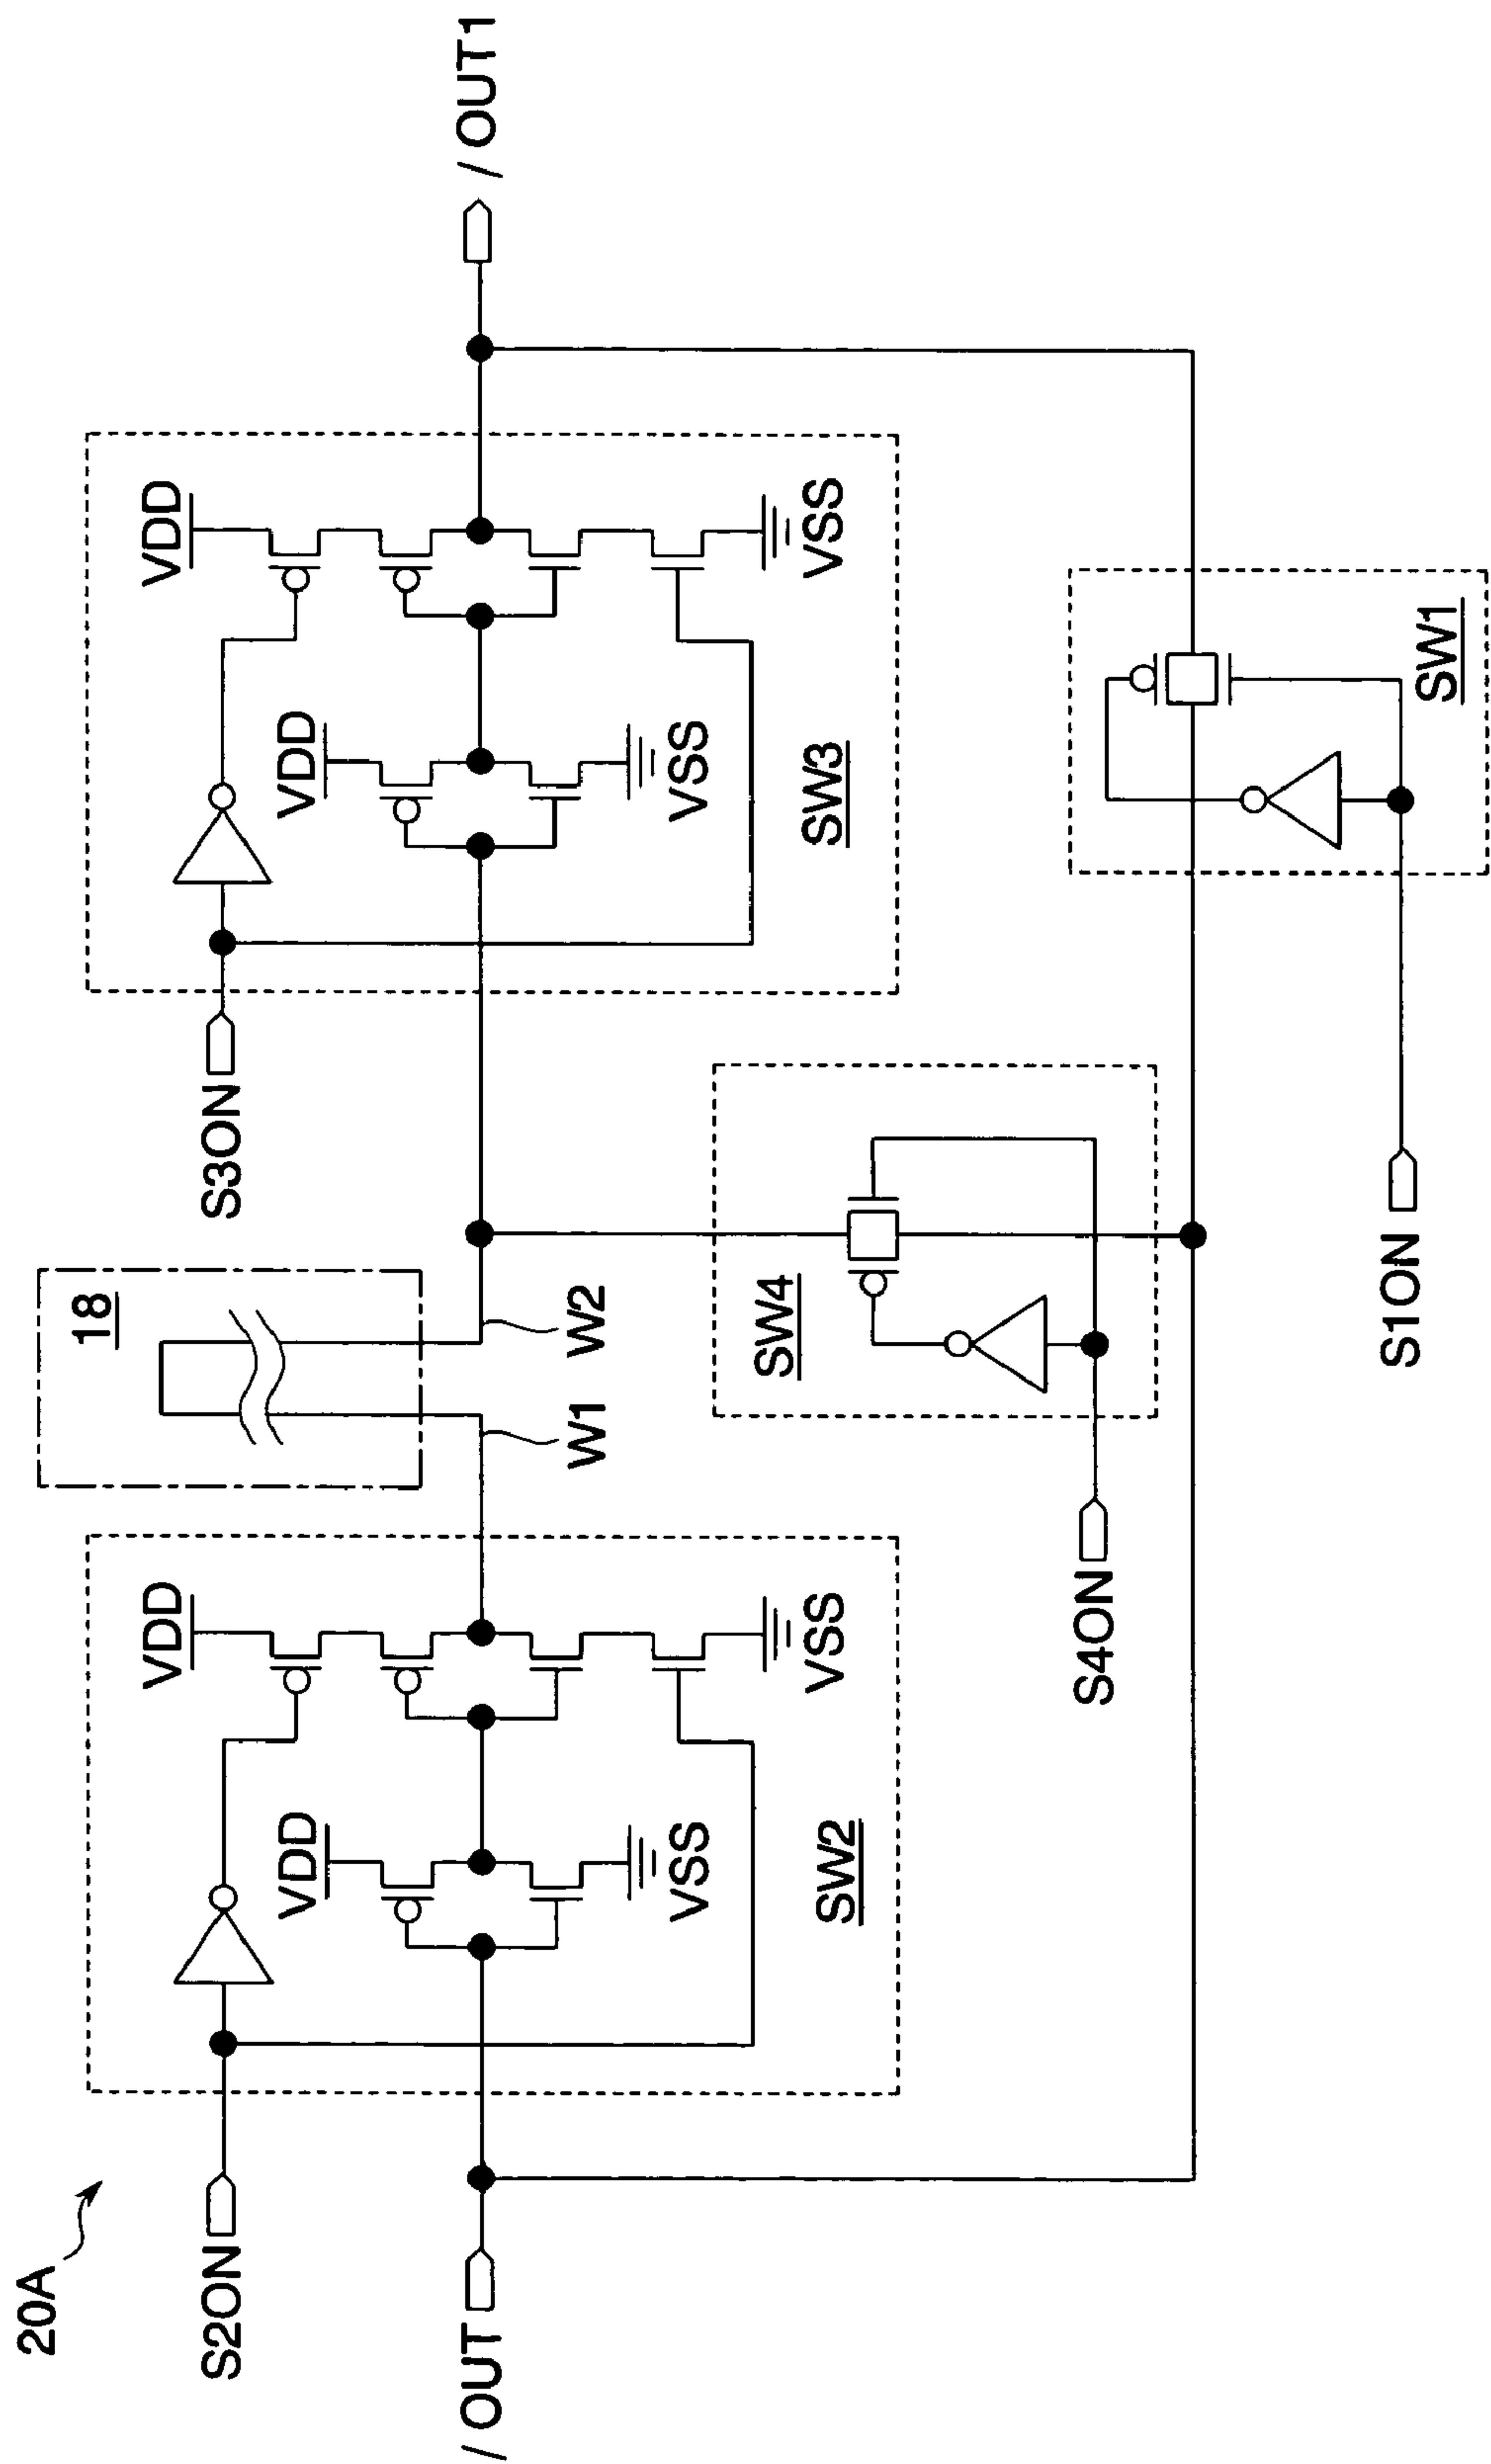 20A
S2ON
/ OUT
VDD
VDD
VSS
VSS
SW2
W1
W2
18
S3ON
VDD
VDD
VSS
VSS
SW3
/ OUT1
S4ON
SW4
S1ON
SW1